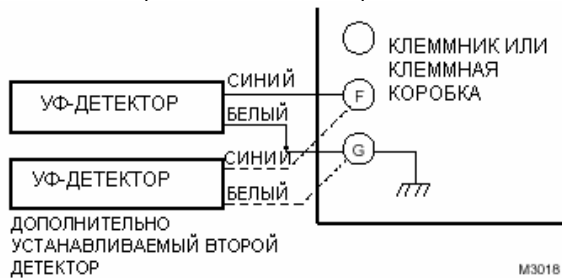 КЛЕММНИК ИЛИ
КЛЕММНАЯ
КОРОБКА
СИНИЙ
УФ-ДЕТЕКТОР
F
БЕЛЫЙ
СИНИЙ
G
УФ-ДЕТЕКТОР
БЕЛЫЙ
ДОПОЛНИТЕЛЬНО
УСТАНАВЛИВАЕМЫЙ ВТОРОЙ
ДЕТЕКТОР
M3018